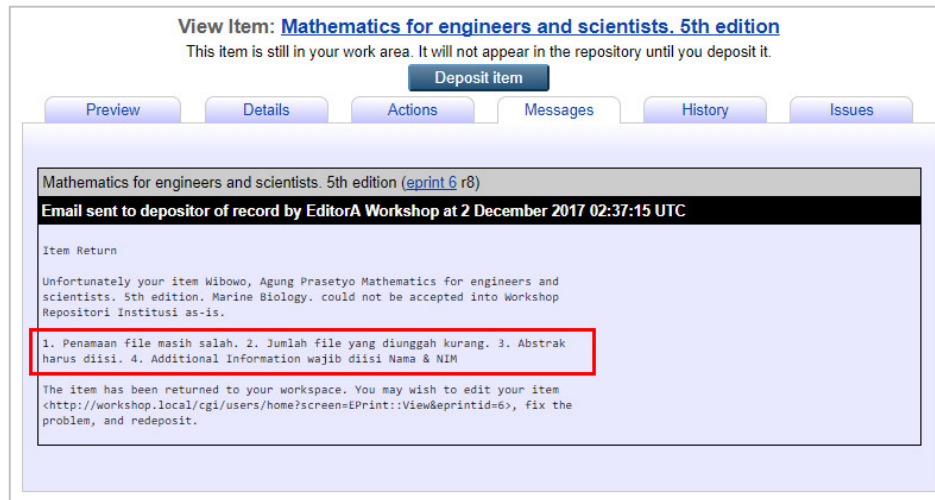 View Item: Mathematics for engineers and scientists. 5th edition
This item is still in your work area. It will not appear in the repository until you deposit it.
Deposit item
Preview Details Actions Messages History Issues
Mathematics for engineers and scientists. 5th edition (eprint 6 r8)
Email sent to depositor of record by EditorA Workshop at 2 December 2017 02:37:15 UTC
Item Return
Unfortunately your item Wibowo, Agung Prasetyo Mathematics for engineers and
scientists. 5th edition. Marine Biology. could not be accepted into Workshop
Repositori Institusi as-is.
1. Penamaan file masih salah. 2. Jumlah file yang diunggah kurang. 3. Abstrak
harus diisi. 4. Additional Information wajib diisi Nama & NIM
The item has been returned to your workspace. You may wish to edit your item
<http://workshop.local/cgi/users/home?screen=EPrint::View&eprintid=6>, fix the
problem, and redeposit.